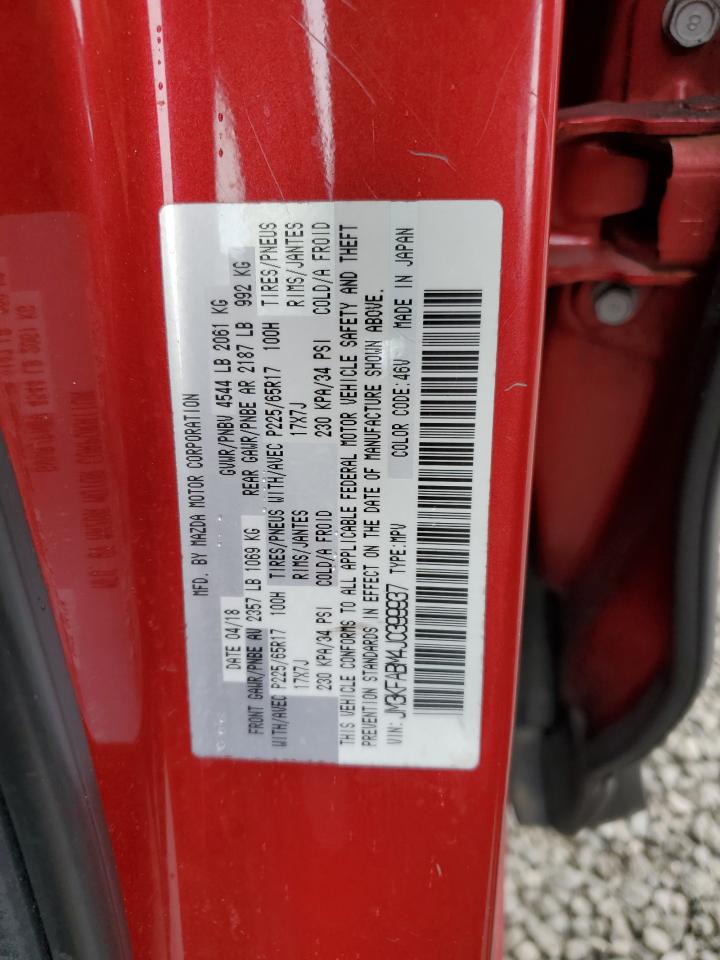 MFD. BY MAZDA MOTOR CORPORATION
DATE 04/18 GVWR/PNBV 4544 LB 2061 KG
FRONT GAWR/PNBE AV 2357 LB 1069 KG REAR GAWR/PNBE AR 2187 LB 992 KG
WITH/AVEC P225/65R17 100H TIRES/PNEUS WITH/AVEC P225/65R17 100H TIRES/PNEUS
17X7J RIMS/JANTES 17X7J RIMS/JANTES
230 KPA/34 PSI COLD/A FROID 230 KPA/34 PSI COLD/A FROID
THIS VEHICLE CONFORMS TO ALL APPLICABLE FEDERAL MOTOR VEHICLE SAFETY AND THEFT
PREVENTION STANDARDS IN EFFECT ON THE DATE OF MANUFACTURE SHOWN ABOVE.
VIN: JM3KFABM4J0399937 TYPE:MPV COLOR CODE:46V MADE IN JAPAN
8